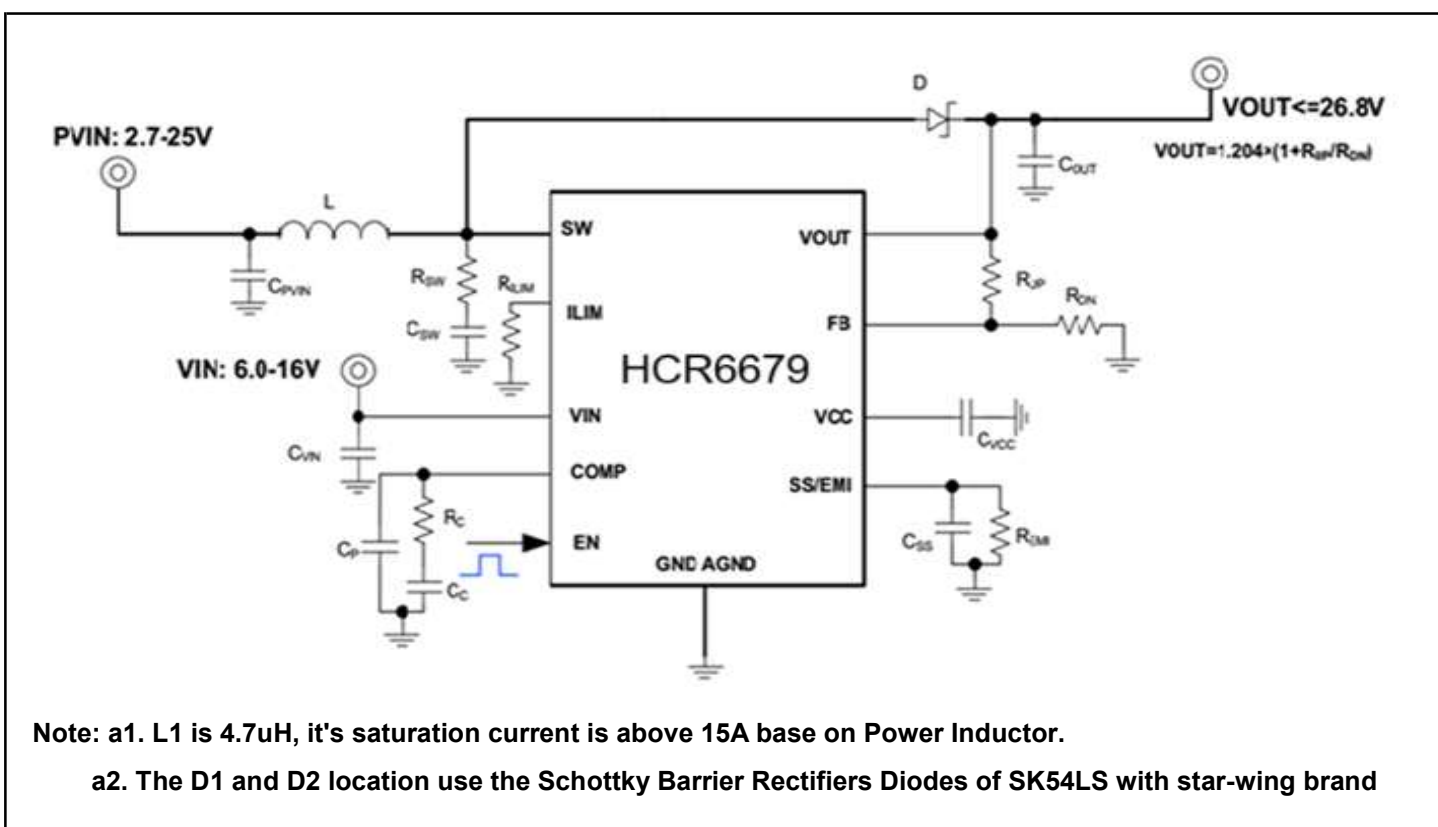 D
PVIN: 2.7-25V
VOUT<=26.8V
VOUT=1.204*(1+RUP/RDN)
COUT
L
SW
VOUT
CPVIN
RSW
RILIM
ILIM
CSW
RUP
RDN
FB
HCR6679
VIN: 6.0-16V
VIN
VCC
CVCC
CVIN
COMP
SS/EMI
RC
CP
EN
CSS
REMI
GND AGND
CC
Note: a1. L1 is 4.7uH, it's saturation current is above 15A base on Power Inductor.
a2. The D1 and D2 location use the Schottky Barrier Rectifiers Diodes of SK54LS with star-wing brand